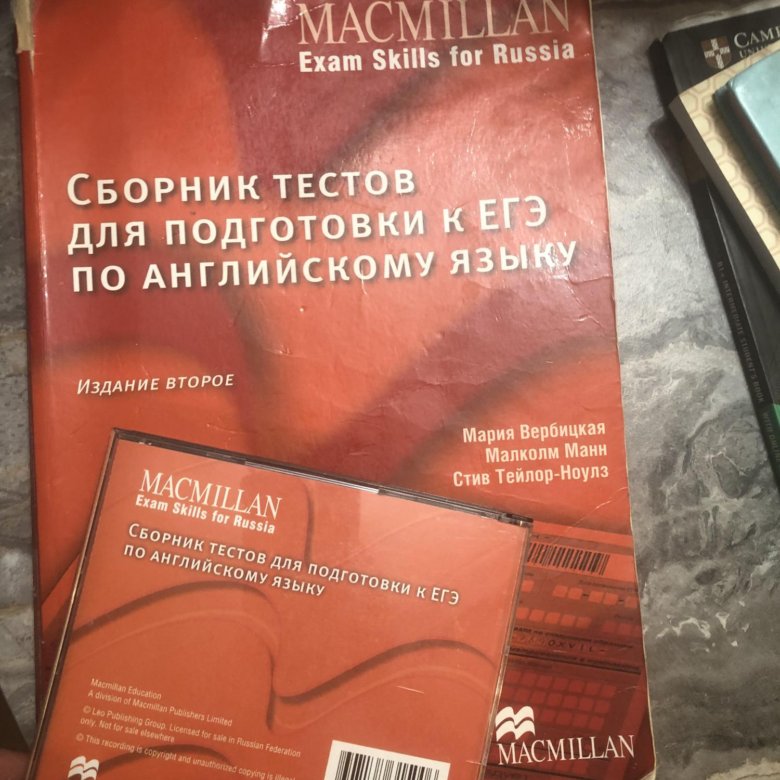 MACMILLAN
Exam Skills for Russia
СБОРНИК ТЕСТОВ
ДЛЯ ПОДГОТОВКИ К ЕГЭ
ПО АНГЛИЙСКОМУ ЯЗЫКУ
ИЗДАНИЕ ВТОРОЕ
Мария Вербицкая
Малколм Манн
Стив Тейлор-Ноулз
MACMILLAN
MACMILLAN
Exam Skills for Russia
СБОРНИК ТЕСТОВ ДЛЯ ПОДГОТОВКИ К ЕГЭ
ПО АНГЛИЙСКОМУ ЯЗЫКУ
Macmillan Education
A division of Macmillan Publishers Limited
© Leo Publishing Group. Licensed for sale in Russian Federation
only. Not for sale elsewhere
© This recording is copyright and unauthorized copying is